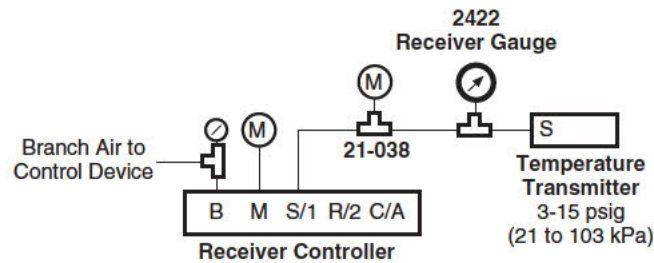 2422
Receiver Gauge
M
M
Branch Air to
Control Device
21-038
S
Temperature
Transmitter
3-15 psig
(21 to 103 kPa)
B M S/1 R/2 C/A
Receiver Controller